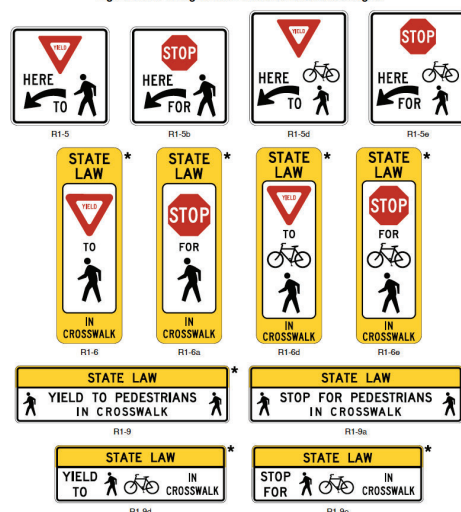 YIELD
HERE
TO
R1-5
STOP
HERE
FOR
R1-5b
YIELD
HERE
TO
R1-5d
STOP
HERE
FOR
R1-5e
STATE
LAW
*
YIELD
TO
IN
CROSSWALK
R1-6
STATE
LAW
*
STOP
FOR
IN
CROSSWALK
R1-6a
STATE
LAW
*
YIELD
TO
IN
CROSSWALK
R1-6d
STATE
LAW
*
STOP
FOR
IN
CROSSWALK
R1-6e
STATE LAW
*
YIELD TO PEDESTRIANS
IN CROSSWALK
R1-9
STATE LAW
*
STOP FOR PEDESTRIANS
IN CROSSWALK
R1-9a
STATE LAW
*
YIELD
TO
IN
CROSSWALK
STATE LAW
*
STOP
FOR
IN
CROSSWALK